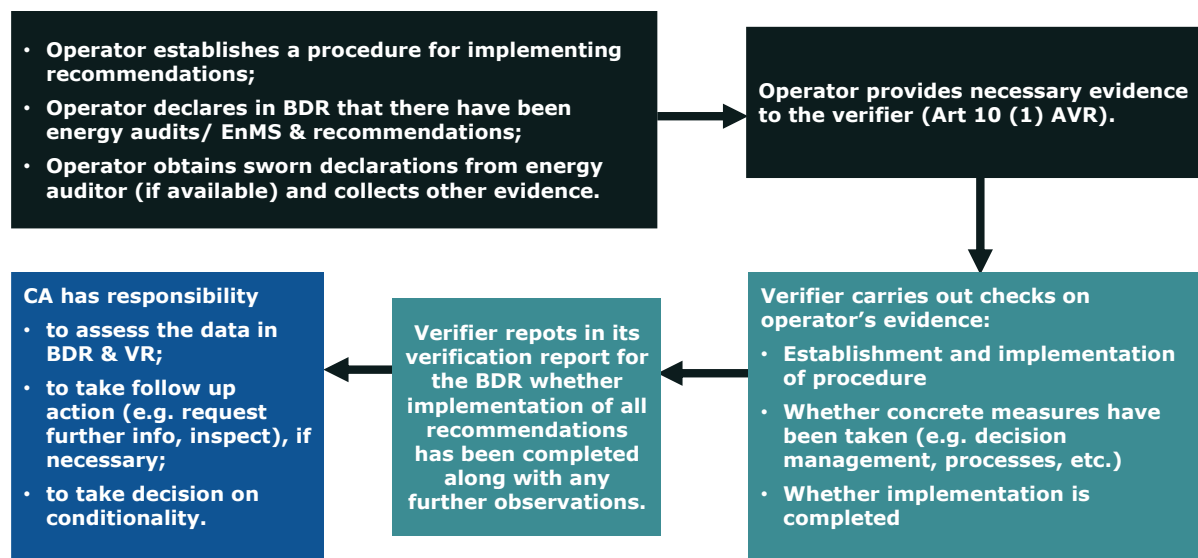 • Operator establishes a procedure for implementing
recommendations;
• Operator declares in BDR that there have been
energy audits/ EnMS & recommendations;
• Operator obtains sworn declarations from energy
auditor (if available) and collects other evidence.
Operator provides necessary evidence
to the verifier (Art 10 (1) AVR).
Verifier carries out checks on
operator’s evidence:
• Establishment and implementation
of procedure
• Whether concrete measures have
been taken (e.g. decision
management, processes, etc.)
• Whether implementation is
completed
Verifier repots in its
verification report for
the BDR whether
implementation of all
recommendations
has been completed
along with any
further observations.
CA has responsibility
• to assess the data in
BDR & VR;
• to take follow up
action (e.g. request
further info, inspect), if
necessary;
• to take decision on
conditionality.